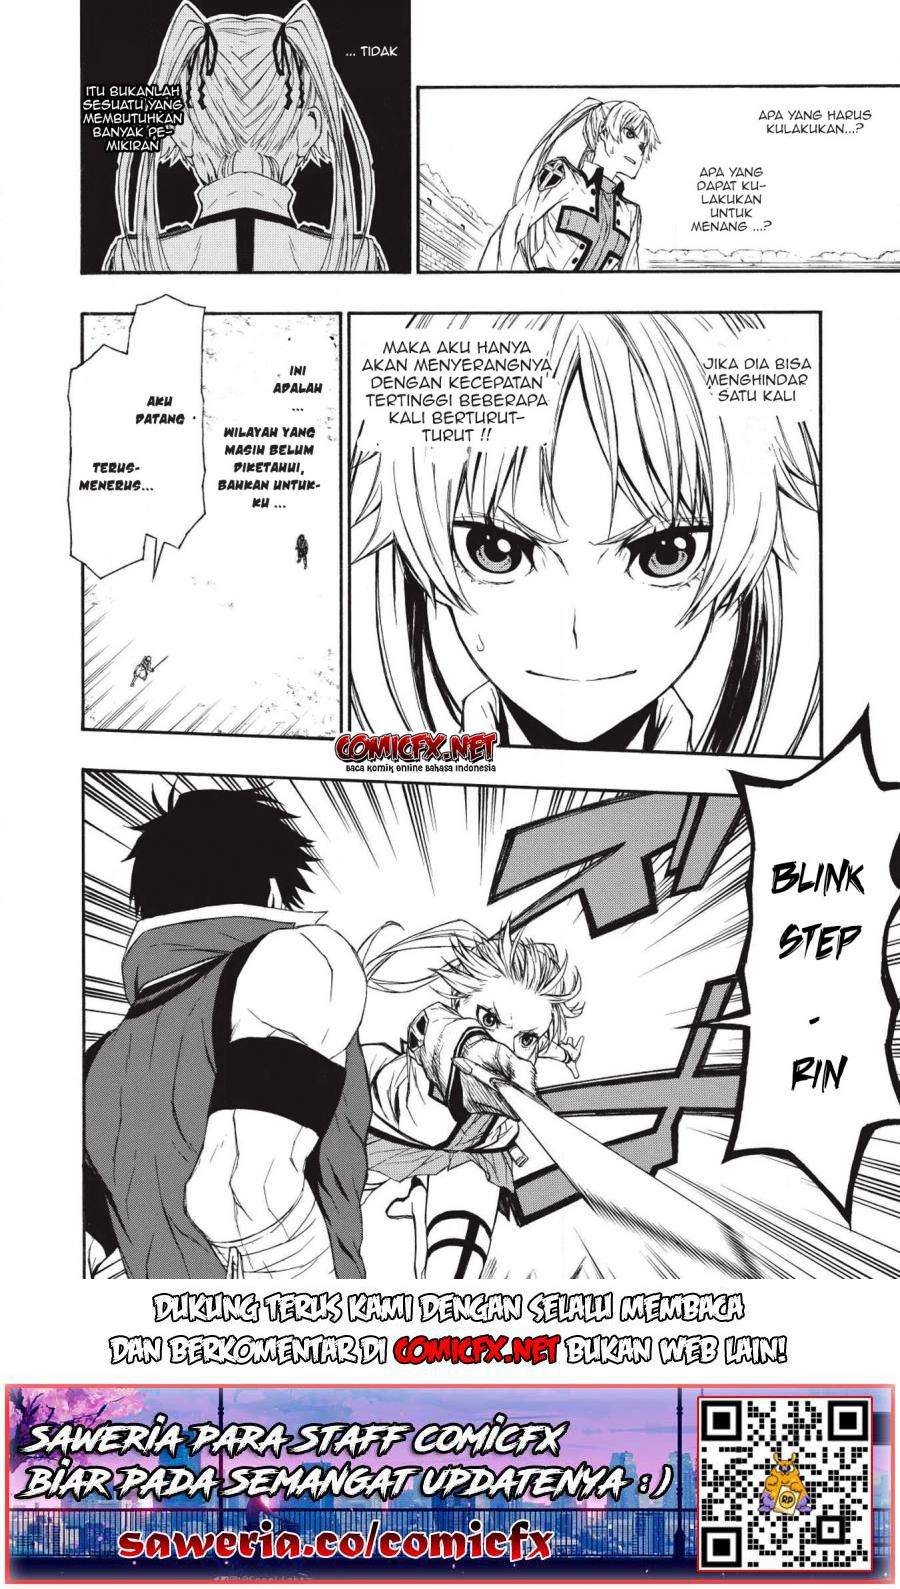 APA YANG HARUS
KULAKUKAN...?
APA YANG
DAPAT KU-
LAKUKAN
UNTUK
MENANG ...?
... TIDAK
ITU BUKANLAH
SESUATU YANG
MEMBUTUHKAN
BANYAK PE-
MIKIRAN
JIKA DIA BISA
MENGHINDAR
SATU KALI
MAKA AKU HANYA
AKAN MENYERANGNYA
DENGAN KECEPATAN
TERTINGGI BEBERAPA
KALI BERTURUT-
TURUT !!
INI
ADALAH
...
WILAYAH YANG
MASIH BELUM
DIKETAHUI,
BAHKAN UNTUK-
KU ...
AKU
DATANG
TERUS-
MENERUS...
COMICFX.NET
Baca Komik Online Bahasa Indonesia
BLINK
STEP
-
RIN
DUKUNG TERUS KAMI DENGAN SELALU MEMBACA
DAN BERKOMENTAR DI COMICFX.NET BUKAN WEB LAIN!
SAWERIA PARA STAFF COMICFX
BIAR PADA SEMANGAT UPDATENYA :)
saweria.co/comicfx
RP